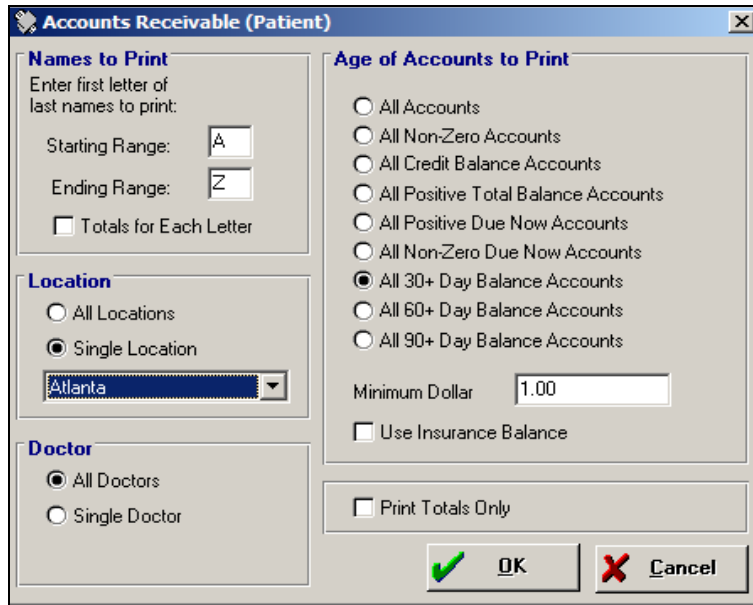 Accounts Receivable (Patient)
Names to Print
Enter first letter of
last names to print:
Starting Range: A
Ending Range: Z
Totals for Each Letter
Location
All Locations
Single Location
Atlanta
Doctor
All Doctors
Single Doctor
Age of Accounts to Print
All Accounts
All Non-Zero Accounts
All Credit Balance Accounts
All Positive Total Balance Accounts
All Positive Due Now Accounts
All Non-Zero Due Now Accounts
All 30+ Day Balance Accounts
All 60+ Day Balance Accounts
All 90+ Day Balance Accounts
Minimum Dollar 1.00
Use Insurance Balance
Print Totals Only
OK
Cancel